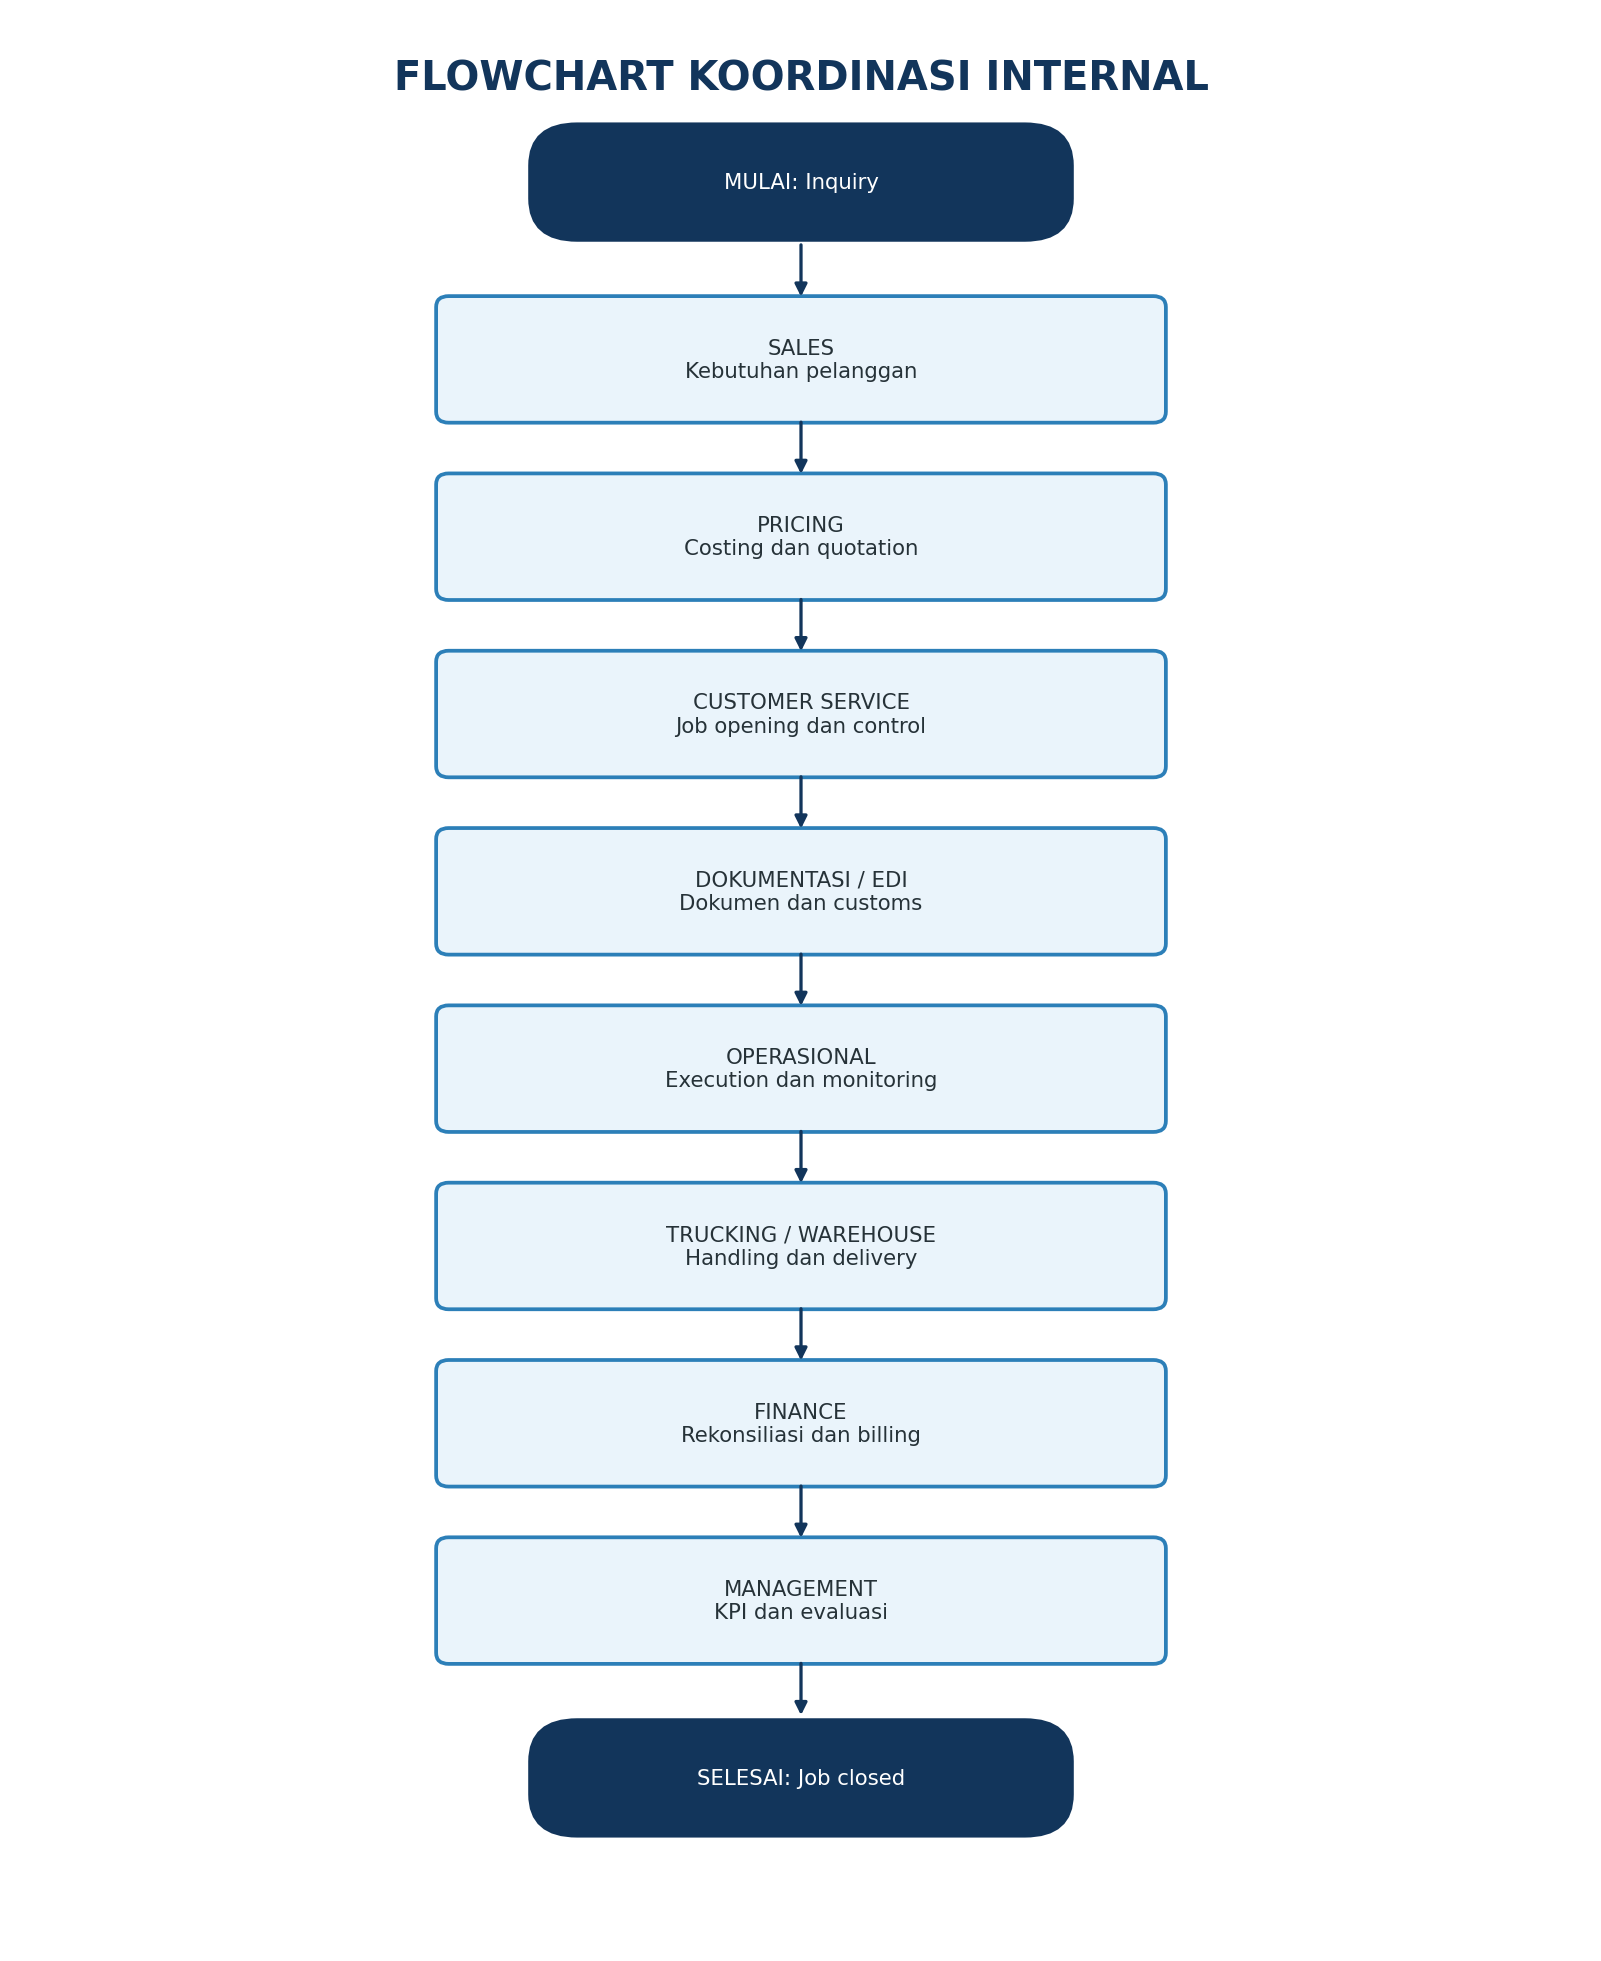 FLOWCHART KOORDINASI INTERNAL
MULAI: Inquiry
SALES
Kebutuhan pelanggan
PRICING
Costing dan quotation
CUSTOMER SERVICE
Job opening dan control
DOKUMENTASI / EDI
Dokumen dan customs
OPERASIONAL
Execution dan monitoring
TRUCKING / WAREHOUSE
Handling dan delivery
FINANCE
Rekonsiliasi dan billing
MANAGEMENT
KPI dan evaluasi
SELESAI: Job closed